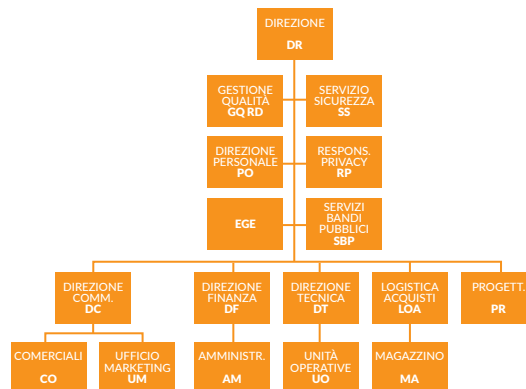 DIREZIONE
DR
GESTIONE
QUALITÀ
GQ RD
SERVIZIO
SICUREZZA
SS
DIREZIONE
PERSONALE
PO
RESPONS.
PRIVACY
RP
EGE
SERVIZI
BANDI
PUBBLICI
SBP
DIREZIONE
COMM.
DC
DIREZIONE
FINANZA
DF
DIREZIONE
TECNICA
DT
LOGISTICA
ACQUISTI
LOA
PROGETT.
PR
COMERCIALI
CO
UFFICIO
MARKETING
UM
AMMINISTR.
AM
UNITÀ
OPERATIVE
UO
MAGAZZINO
MA